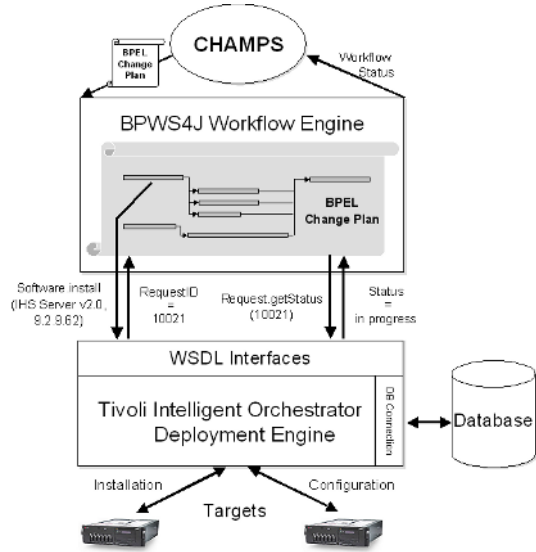 BPEL
Change
Plan
CHAMPS
Workflow
Status
BPWS4J Workflow Engine
BPEL
Change Plan
Software install
(IHS Server v2.0,
9.2.9.62)
RequestID
=
10021
Request.getStatus
(10021)
Status
=
in progress
WSDL Interfaces
Tivoli Intelligent Orchestrator
Deployment Engine
DB Connection
Database
Installation
Configuration
Targets